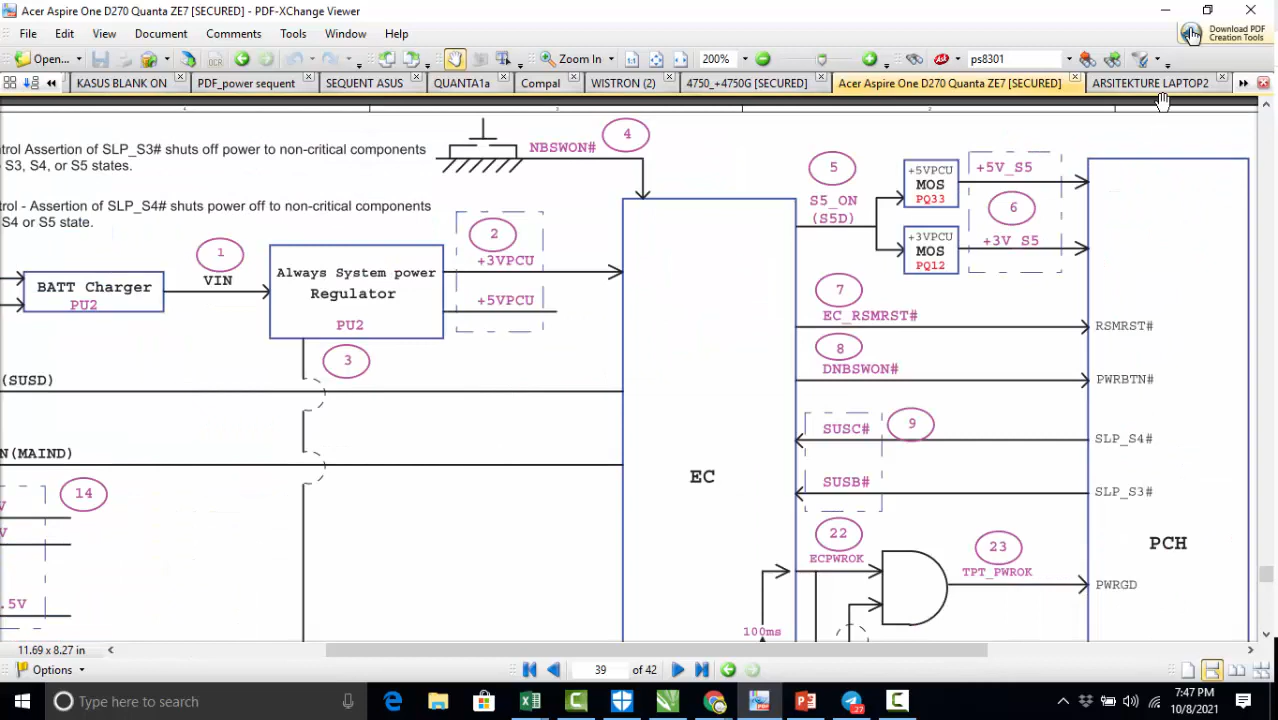 Acer Aspire One D270 Quanta ZE7 [SECURED] - PDF-XChange Viewer
File Edit View Document Comments Tools Window Help
Download PDF
Creation Tools
Open... Zoom In 200% ps8301
KASUS BLANK ON PDF_power sequent SEQUENT ASUS QUANTA1a Compal WISTRON (2) 4750_+4750G [SECURED] Acer Aspire One D270 Quanta ZE7 [SECURED] ARSITEKTURE LAPTOP2
trol Assertion of SLP_S3# shuts off power to non-critical components
S3, S4, or S5 states.
trol - Assertion of SLP_S4# shuts power off to non-critical components
S4 or S5 state.
NBSWON#
4
5
S5_ON
(S5D)
+5VPCU
MOS
PQ33
+5V_S5
6
+3VPCU
MOS
PQ12
+3V_S5
BATT Charger
PU2
1
VIN
Always System power
Regulator
PU2
2
+3VPCU
+5VPCU
3
7
EC_RSMRST#
RSMRST#
8
DNBSWON#
PWRBTN#
(SUSD)
SUSC#
9
SLP_S4#
N(MAIND)
EC
SUSB#
SLP_S3#
14
V
V
.5V
22
ECPWROK
23
TPT_PWROK
PCH
PWRGD
100ms
11.69 x 8.27 in
Options 39 of 42
Type here to search
27
7:47 PM
10/8/2021